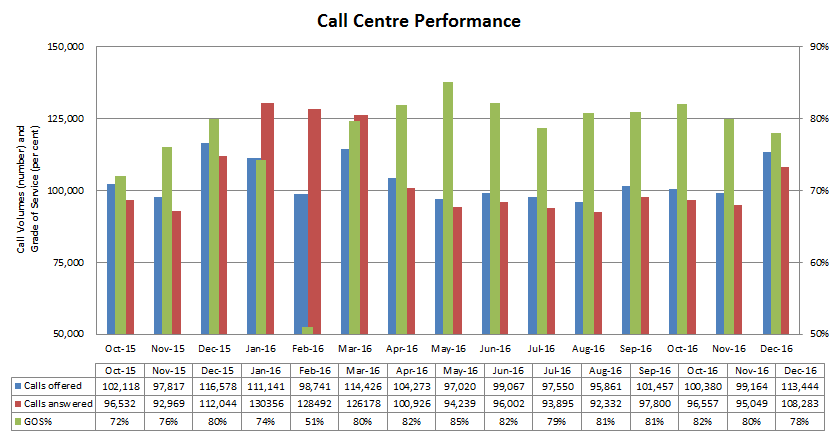 Call Centre Performance
150,000 90%
125,000 80%
100,000 70%
75,000 60%
50,000 50%
Call Volumes (number) and
Grade of Service (per cent)
Oct-15 Nov-15 Dec-15 Jan-16 Feb-16 Mar-16 Apr-16 May-16 Jun-16 Jul-16 Aug-16 Sep-16 Oct-16 Nov-16 Dec-16
Oct-15 Nov-15 Dec-15 Jan-16 Feb-16 Mar-16 Apr-16 May-16 Jun-16 Jul-16 Aug-16 Sep-16 Oct-16 Nov-16 Dec-16
Calls offered 102,118 97,817 116,578 111,141 98,741 114,426 104,273 97,020 99,067 97,550 95,861 101,457 100,380 99,164 113,444
Calls answered 96,532 92,969 112,044 130356 128492 126178 100,926 94,239 96,002 93,895 92,332 97,800 96,557 95,049 108,283
GOS% 72% 76% 80% 74% 51% 80% 82% 85% 82% 79% 81% 81% 82% 80% 78%